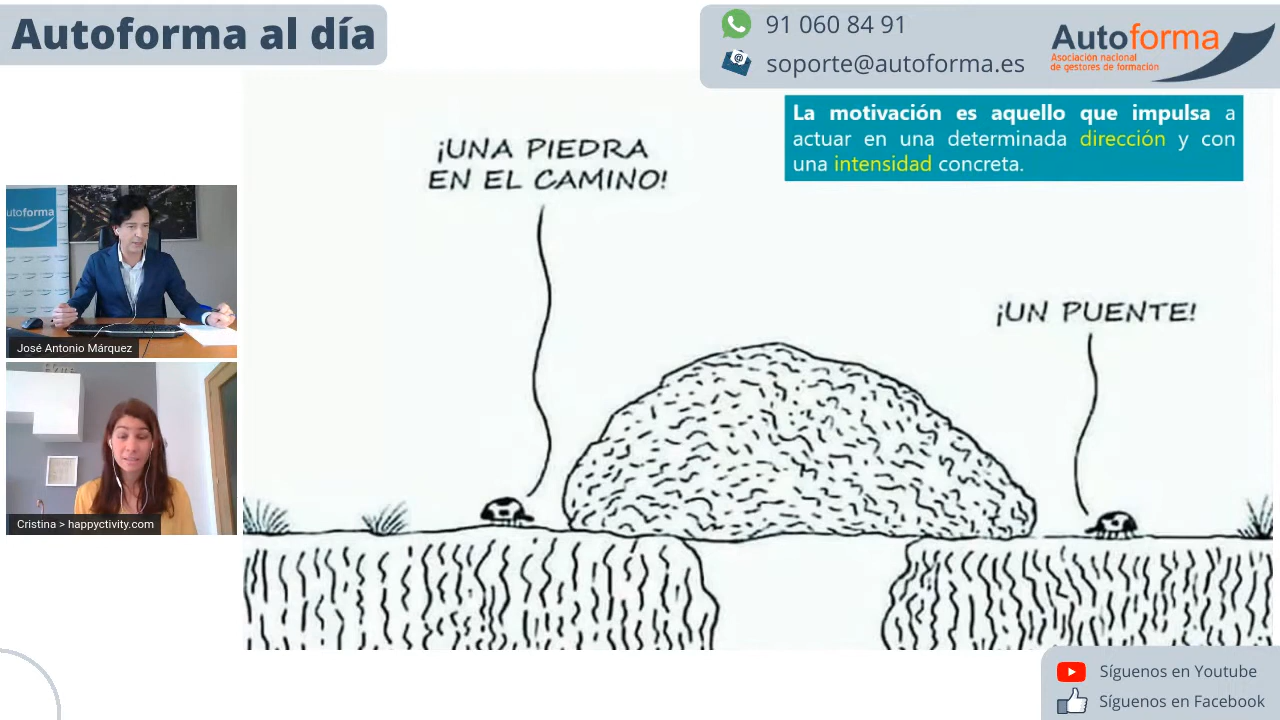 Autoforma al día
91 060 84 91
soporte@autoforma.es
Autoforma
Asociación nacional
de gestores de formación
La motivación es aquello que impulsa a
actuar en una determinada dirección y con
una intensidad concreta.
¡UNA PIEDRA
EN EL CAMINO!
¡UN PUENTE!
utoforma
José Antonio Márquez
Cristina > happyctivity.com
Síguenos en Youtube
Síguenos en Facebook